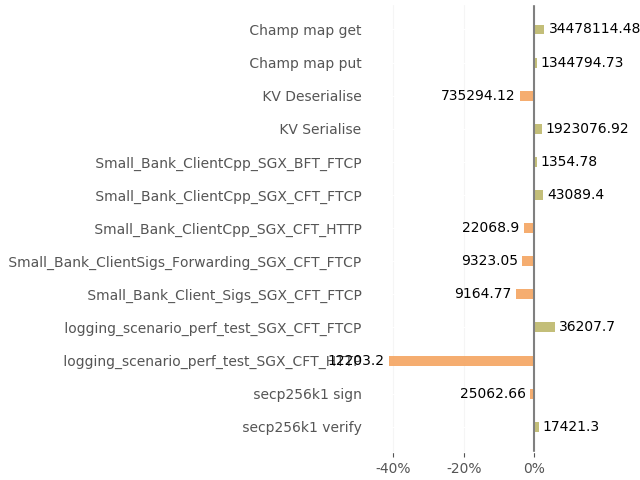 Champ map get 34478114.48
Champ map put 1344794.73
KV Deserialise 735294.12
KV Serialise 1923076.92
Small_Bank_ClientCpp_SGX_BFT_FTCP 1354.78
Small_Bank_ClientCpp_SGX_CFT_FTCP 43089.4
Small_Bank_ClientCpp_SGX_CFT_HTTP 22068.9
Small_Bank_ClientSigs_Forwarding_SGX_CFT_FTCP 9323.05
Small_Bank_Client_Sigs_SGX_CFT_FTCP 9164.77
logging_scenario_perf_test_SGX_CFT_FTCP 36207.7
logging_scenario_perf_test_SGX_CFT_HTTP 12203.2
secp256k1 sign 25062.66
secp256k1 verify 17421.3
-40% -20% 0%